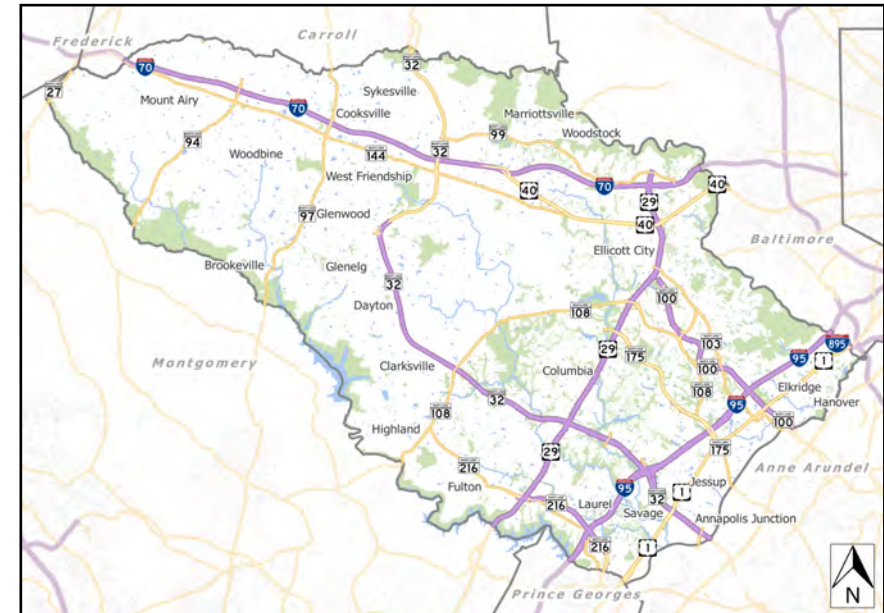 Frederick
Carroll
70
32
27
Mount Airy
70
Sykesville
Cooksville
Marriottsville
99
Woodstock
94
Woodbine
144
32
West Friendship
40
70
40
29
97
Glenwood
40
Ellicott City
Baltimore
Brookeville
Glenelg
32
100
Dayton
108
103
895
29
175
95
1
Montgomery
Clarksville
Columbia
100
Elkridge
32
108
95
Hanover
108
100
Highland
29
175
Anne Arundel
216
Fulton
95
Jessup
216
Laurel
32
1
Savage
Annapolis Junction
216
1
N
Prince Georges